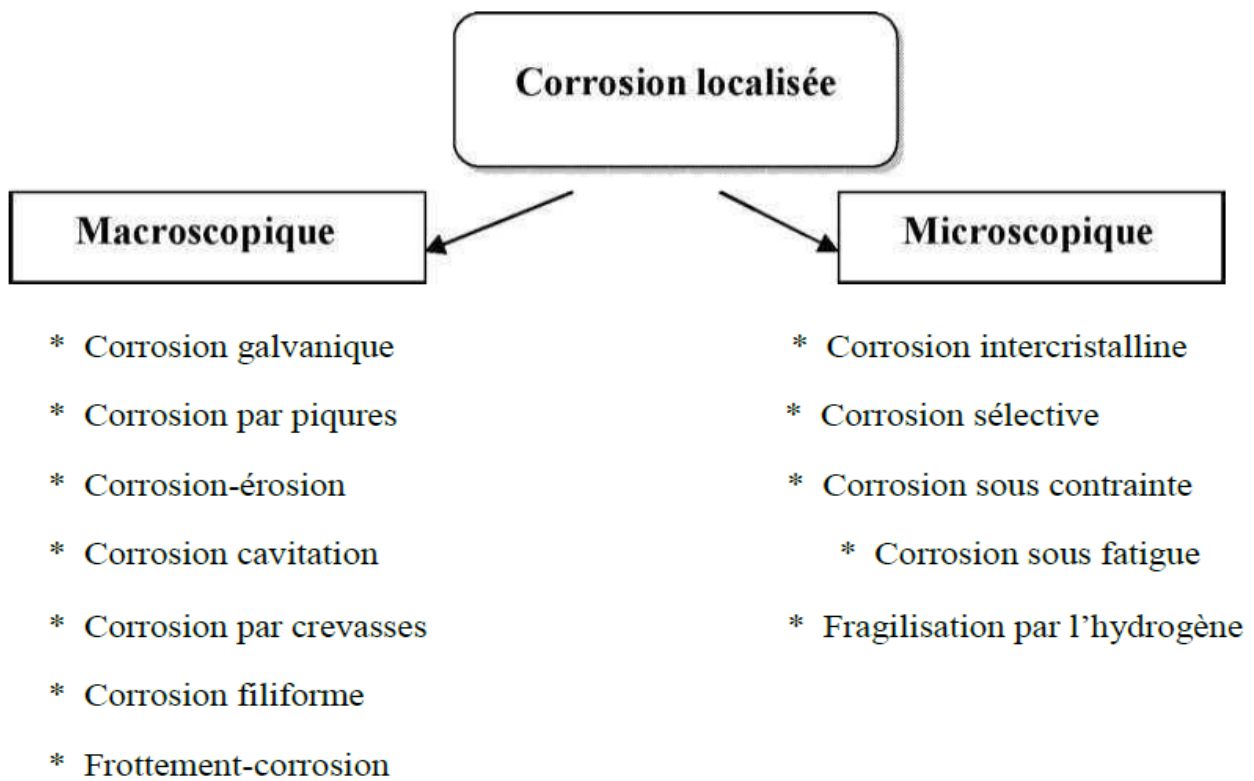 Corrosion localisée
Macroscopique
* Corrosion galvanique
* Corrosion par piqures
* Corrosion-érosion
* Corrosion cavitation
* Corrosion par crevasses
* Corrosion filiforme
* Frottement-corrosion
Microscopique
* Corrosion intercristalline
* Corrosion sélective
* Corrosion sous contrainte
* Corrosion sous fatigue
* Fragilisation par l’hydrogène